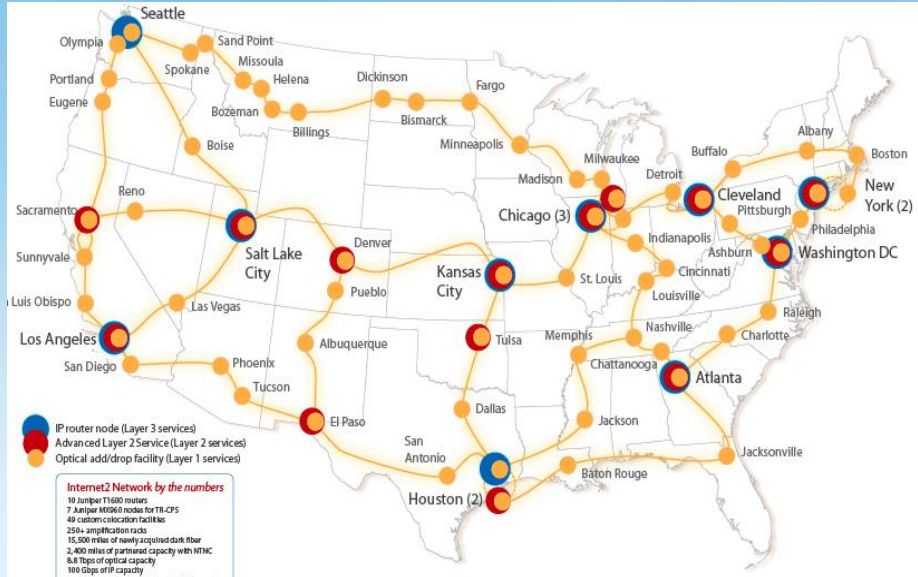 Seattle
Olympia
Sand Point
Spokane
Missoula
Helena
Portland
Eugene
Bozeman
Billings
Dickinson
Bismarck
Fargo
Minneapolis
Boise
Madison
Milwaukee
Detroit
Buffalo
Albany
Boston
Reno
Sacramento
Chicago (3)
Cleveland
New
York (2)
Pittsburgh
Philadelphia
Salt Lake
City
Denver
Kansas
City
Indianapolis
Ashburn
Washington DC
Sunnyvale
Pueblo
St. Louis
Cincinnati
Louisville
Luis Obispo
Las Vegas
Raleigh
Los Angeles
Albuquerque
Tulsa
Memphis
Nashville
Charlotte
Chattanooga
San Diego
Phoenix
Tucson
Atlanta
Dallas
El Paso
Jackson
San
Antonio
Jacksonville
Baton Rouge
Houston (2)
IP router node (Layer 3 services)
Advanced Layer 2 Service (Layer 2 services)
Optical add/drop facility (Layer 1 services)
Internet2 Network by the numbers
10 Juniper T1600 routers
7 Juniper MX960 nodes for TR-CPS
49 custom colocation facilities
250+ amplification racks
15,500 miles of newly acquired dark fiber
2,400 miles of partnered capacity with NTNC
8.8 Tbps of optical capacity
100 Gbps of IP capacity